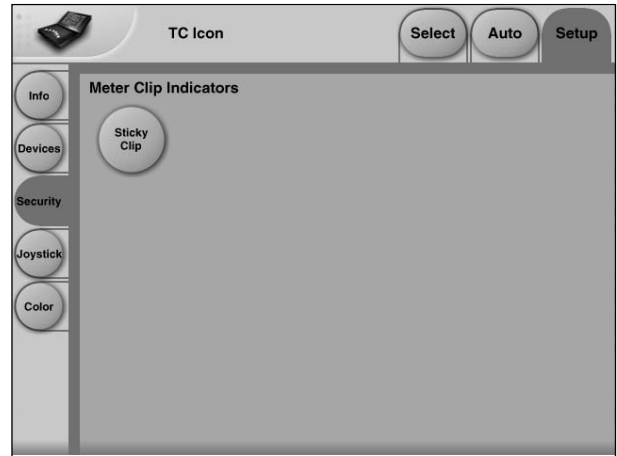 TC Icon
Select
Auto
Setup
Info
Devices
Security
Joystick
Color
Meter Clip Indicators
Sticky
Clip